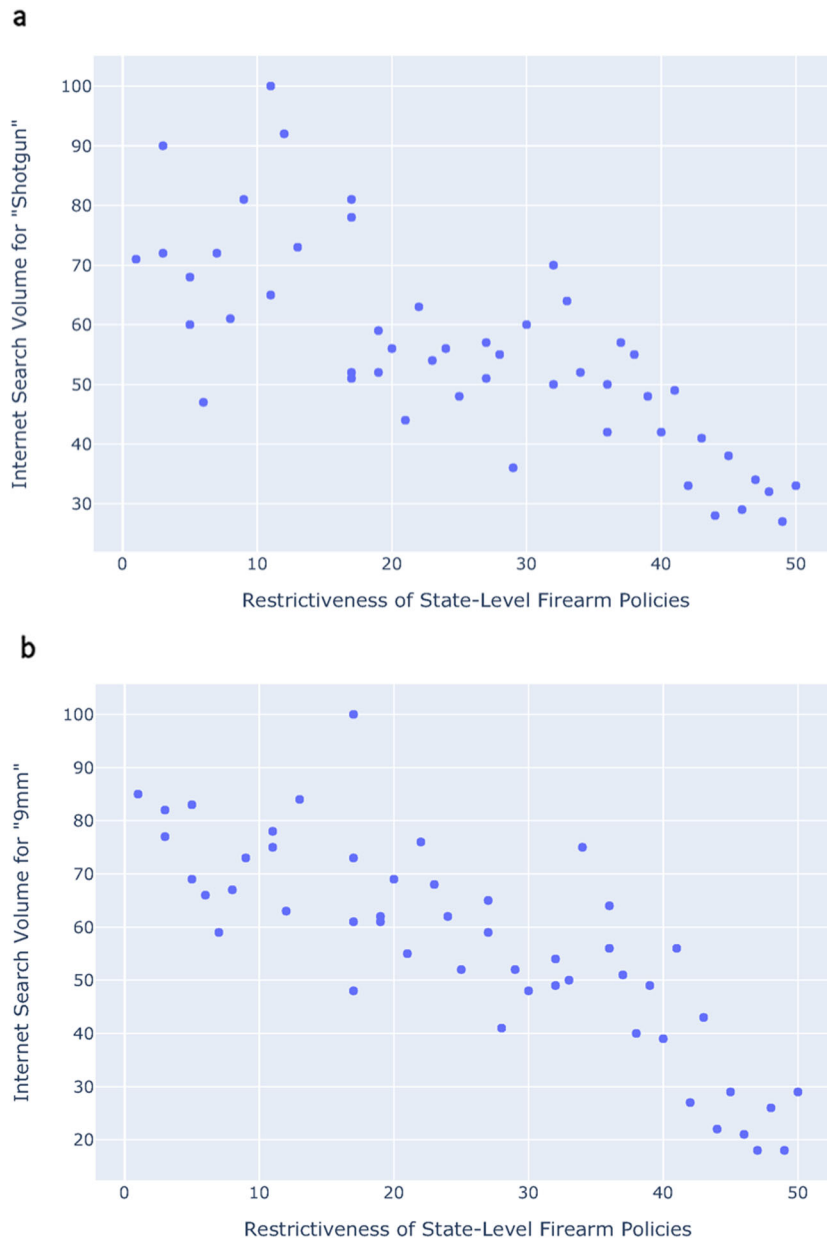 a
Internet Search Volume for "Shotgun"
100
90
80
70
60
50
40
30
0 10 20 30 40 50
Restrictiveness of State-Level Firearm Policies
b
Internet Search Volume for "9mm"
100
90
80
70
60
50
40
30
20
0 10 20 30 40 50
Restrictiveness of State-Level Firearm Policies